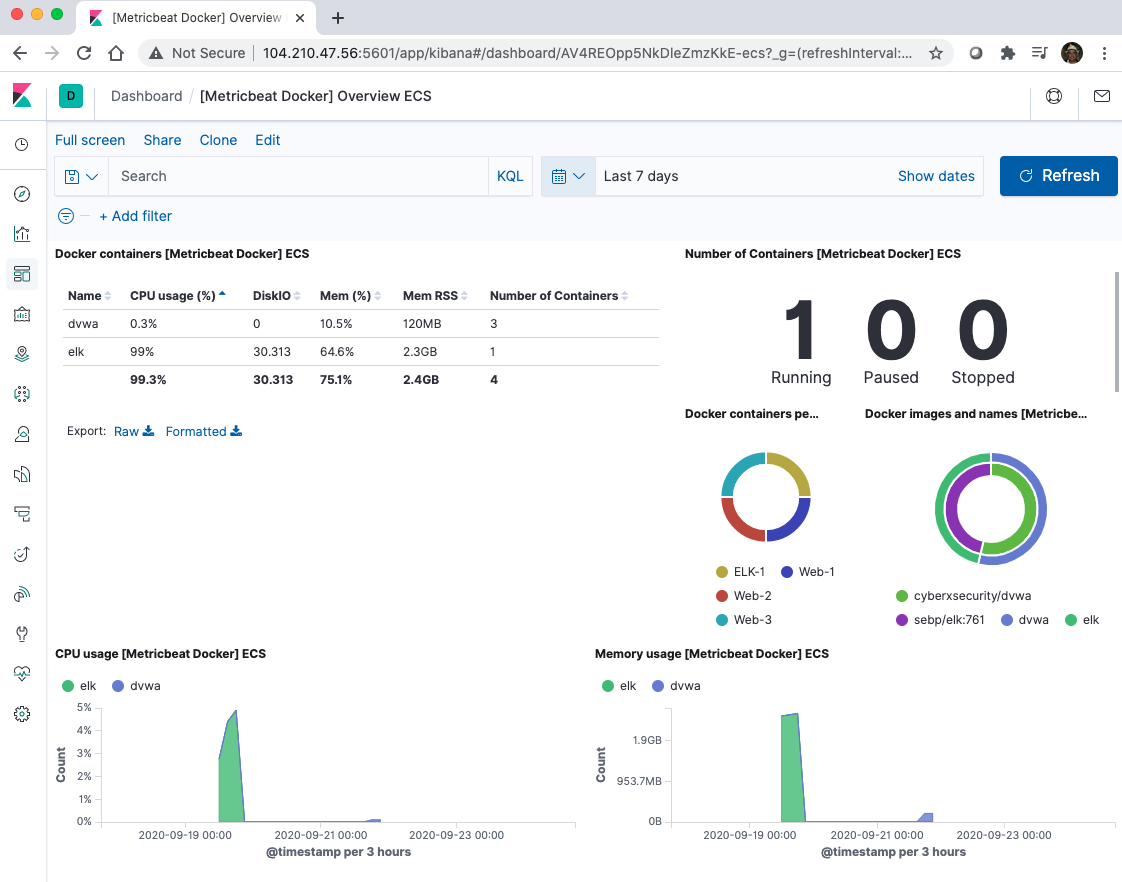 [Metricbeat Docker] Overview
Not Secure 104.210.47.56:5601/app/kibana#/dashboard/AV4REOpp5NkDleZmzKkE-ecs?_g=(refreshInterval:...
D Dashboard / [Metricbeat Docker] Overview ECS
Full screen Share Clone Edit
Search KQL Last 7 days Show dates Refresh
+ Add filter
Docker containers [Metricbeat Docker] ECS
Name CPU usage (%) DiskIO Mem (%) Mem RSS Number of Containers
dvwa 0.3% 0 10.5% 120MB 3
elk 99% 30.313 64.6% 2.3GB 1
99.3% 30.313 75.1% 2.4GB 4
Export: Raw Formatted
Number of Containers [Metricbeat Docker] ECS
1 0 0
Running Paused Stopped
Docker containers pe...
ELK-1 Web-1
Web-2
Web-3
Docker images and names [Metricbe...
cyberxsecurity/dvwa
sebp/elk:761 dvwa elk
CPU usage [Metricbeat Docker] ECS
elk dvwa
5%
4%
3%
2%
1%
0%
Count
2020-09-19 00:00 2020-09-21 00:00 2020-09-23 00:00
@timestamp per 3 hours
Memory usage [Metricbeat Docker] ECS
elk dvwa
1.9GB
953.7MB
0B
Count
2020-09-19 00:00 2020-09-21 00:00 2020-09-23 00:00
@timestamp per 3 hours